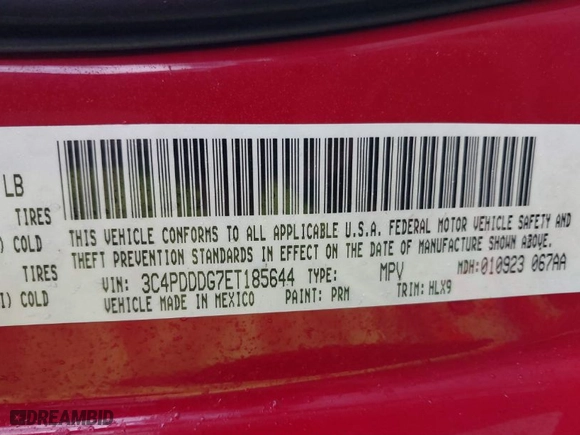 LB
TIRES
) COLD
TIRES
I) COLD
THIS VEHICLE CONFORMS TO ALL APPLICABLE U.S.A. FEDERAL MOTOR VEHICLE SAFETY AND
THEFT PREVENTION STANDARDS IN EFFECT ON THE DATE OF MANUFACTURE SHOWN ABOVE.
VIN: 3C4PDDDG7ET185644 TYPE: MPV MDH:010923 067AA
VEHICLE MADE IN MEXICO PAINT: PRM TRIM: HLX9
DREAMBID